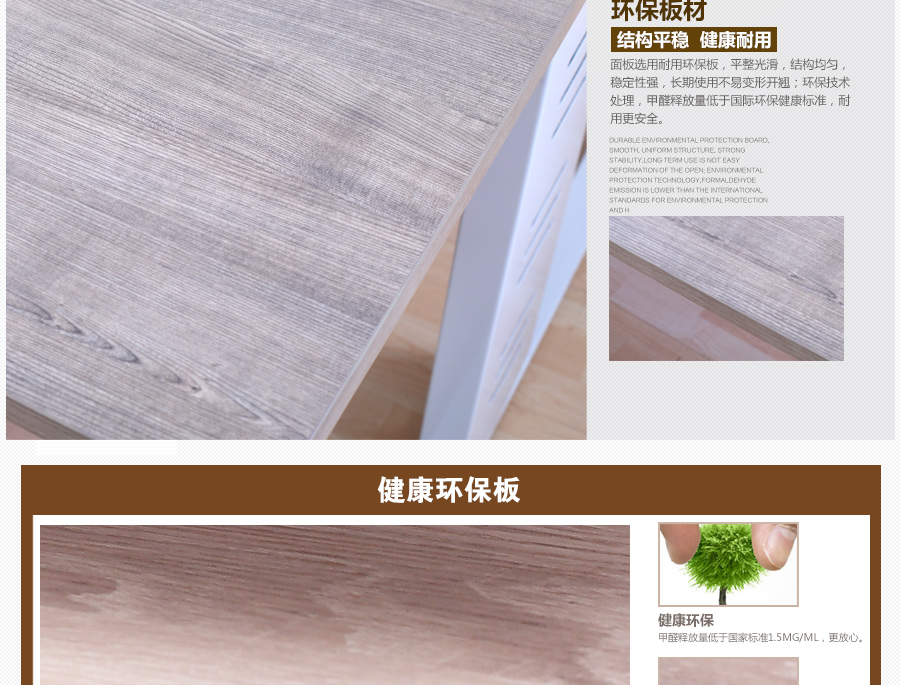 环保板材
结构平稳 健康耐用
面板选用耐用环保板，平整光滑，结构均匀，
稳定性强，长期使用不易变形开翘；环保技术
处理，甲醛释放量低于国际环保健康标准，耐
用更安全。
DURABLE ENVIRONMENTAL PROTECTION BOARD,
SMOOTH, UNIFORM STRUCTURE, STRONG
STABILITY,LONG TERM USE IS NOT EASY
DEFORMATION OF THE OPEN; ENVIRONMENTAL
PROTECTION TECHNOLOGY,FORMALDEHYDE
EMISSION IS LOWER THAN THE INTERNATIONAL
STANDARDS FOR ENVIRONMENTAL PROTECTION
AND H
健康环保板
健康环保
甲醛释放量低于国家标准1.5MG/ML，更放心。